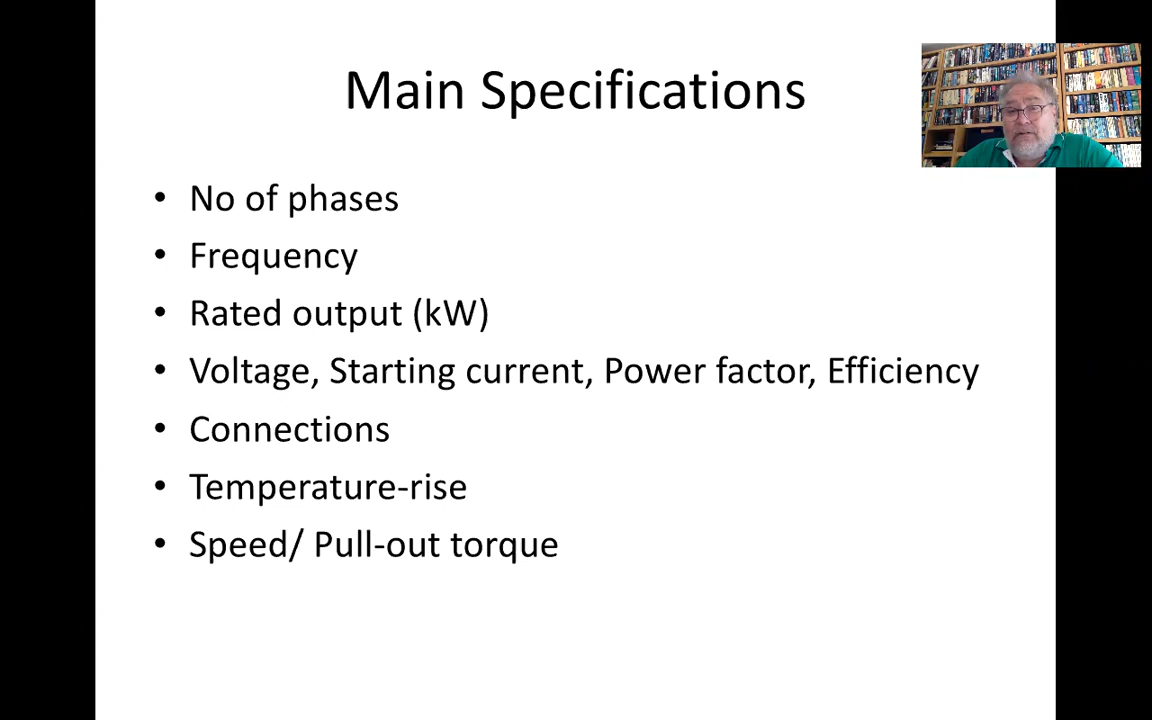 Main Specifications
• No of phases
• Frequency
• Rated output (kW)
• Voltage, Starting current, Power factor, Efficiency
• Connections
• Temperature-rise
• Speed/ Pull-out torque